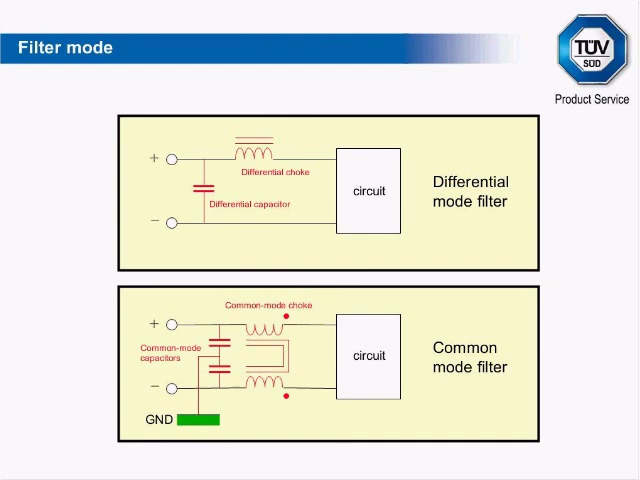 Filter mode
TÜV
SÜD
Product Service
+
Differential choke
Differential capacitor
−
circuit
Differential
mode filter
Common-mode choke
+
Common-mode
capacitors
−
GND
circuit
Common
mode filter